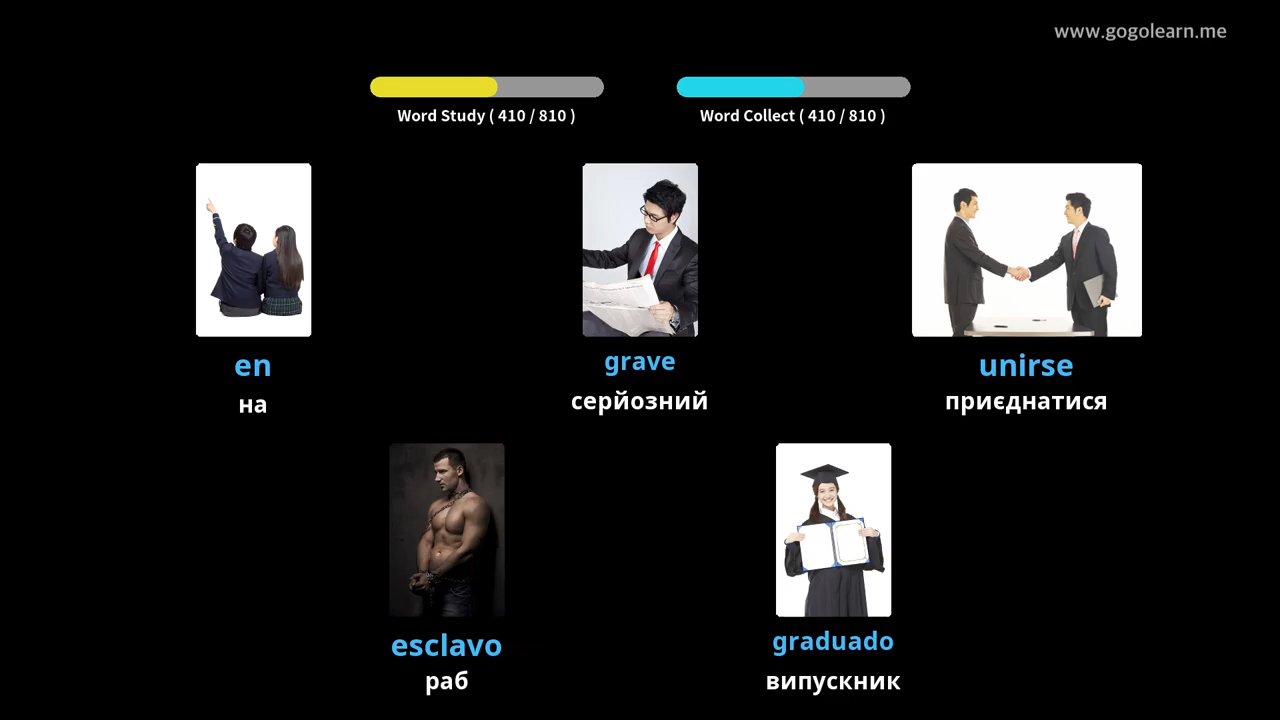 www.gogolearn.me
Word Study ( 410 / 810 )
Word Collect ( 410 / 810 )
en
на
grave
серйозний
unirse
приєднатися
esclavo
раб
graduado
випускник